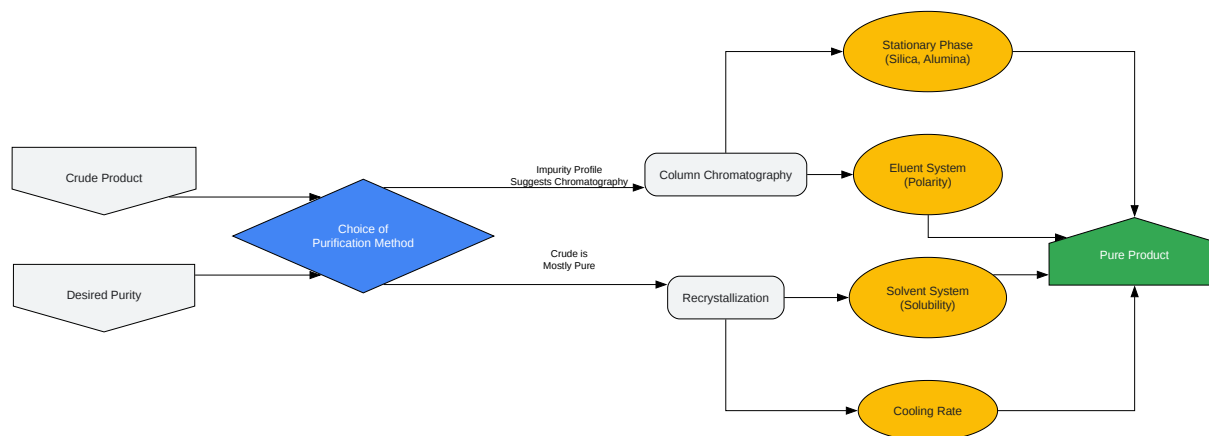 Crude Product
Desired Purity
Choice of
Purification Method
Impurity Profile
Suggests Chromatography
Crude is
Mostly Pure
Column Chromatography
Recrystallization
Stationary Phase
(Silica, Alumina)
Eluent System
(Polarity)
Solvent System
(Solubility)
Cooling Rate
Pure Product